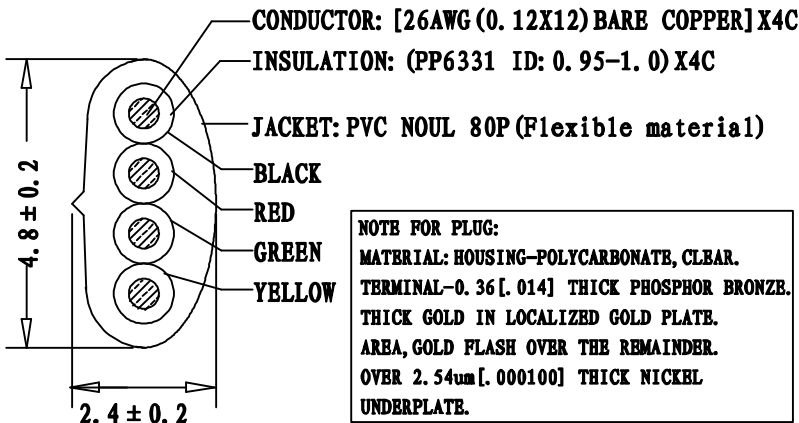 CONDUCTOR: [26AWG(0.12X12)BARE COPPER]X4C
INSULATION: (PP6331 ID:0.95-1.0)X4C
JACKET: PVC NOUL 80P(Flexible material)
BLACK
RED
GREEN
YELLOW
4.8±0.2
2.4±0.2
NOTE FOR PLUG:
MATERIAL: HOUSING-POLYCARBONATE, CLEAR.
TERMINAL-0.36[.014] THICK PHOSPHOR BRONZE.
THICK GOLD IN LOCALIZED GOLD PLATE.
AREA, GOLD FLASH OVER THE REMAINDER.
OVER 2.54um[.000100] THICK NICKEL
UNDERPLATE.